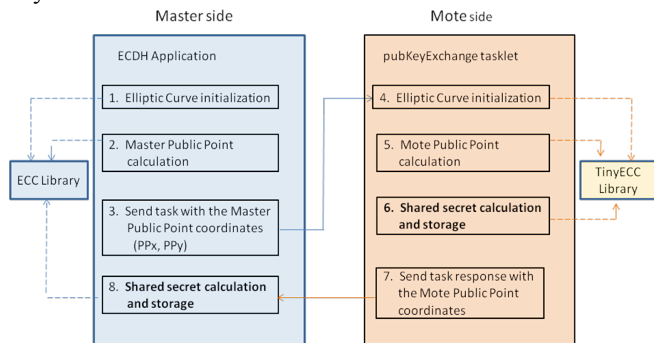 Master side
Mote side
ECDH Application
pubKeyExchange tasklet
1. Elliptic Curve initialization
4. Elliptic Curve initialization
2. Master Public Point
calculation
5. Mote Public Point
calculation
ECC Library
TinyECC
Library
3. Send task with the Master
Public Point coordinates
(PPx, PPy)
6. Shared secret calculation
and storage
8. Shared secret calculation
and storage
7. Send task response with
the Mote Public Point
coordinates